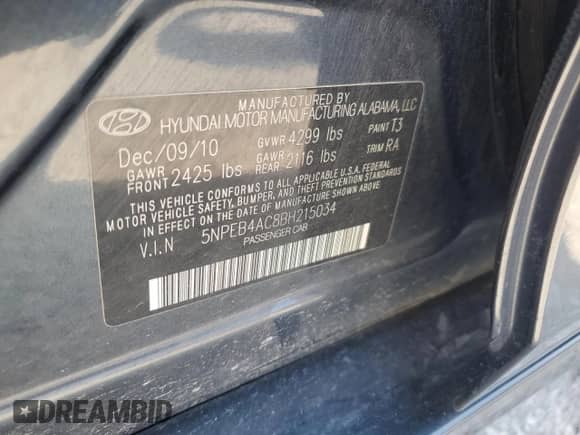 MANUFACTURED BY
HYUNDAI MOTOR MANUFACTURING ALABAMA, LLC
Dec/09/10 GVWR 4299 lbs PAINT T3
GAWR FRONT 2425 lbs GAWR REAR 2116 lbs TRIM RA
THIS VEHICLE CONFORMS TO ALL APPLICABLE U.S.A. FEDERAL
MOTOR VEHICLE SAFETY, BUMPER, AND THEFT PREVENTION STANDARDS
IN EFFECT ON THE DATE OF MANUFACTURE SHOWN ABOVE.
V.I.N 5NPEB4AC8BH215034
PASSENGER CAR
DREAMBID